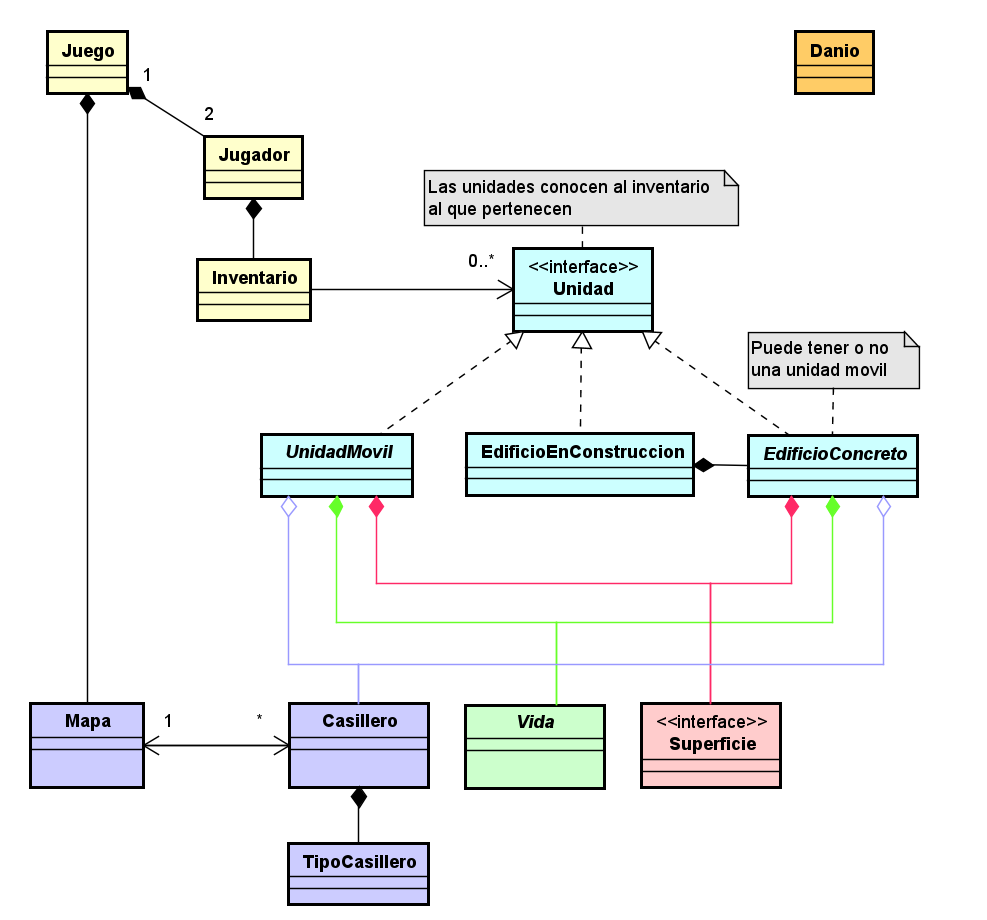 Juego
Danio
1
2
Jugador
Las unidades conocen al inventario
al que pertenecen
Inventario
0..*
<<interface>>
Unidad
Puede tener o no
una unidad movil
UnidadMovil
EdificioEnConstruccion
EdificioConcreto
Mapa
1
*
Casillero
Vida
<<interface>>
Superficie
TipoCasillero